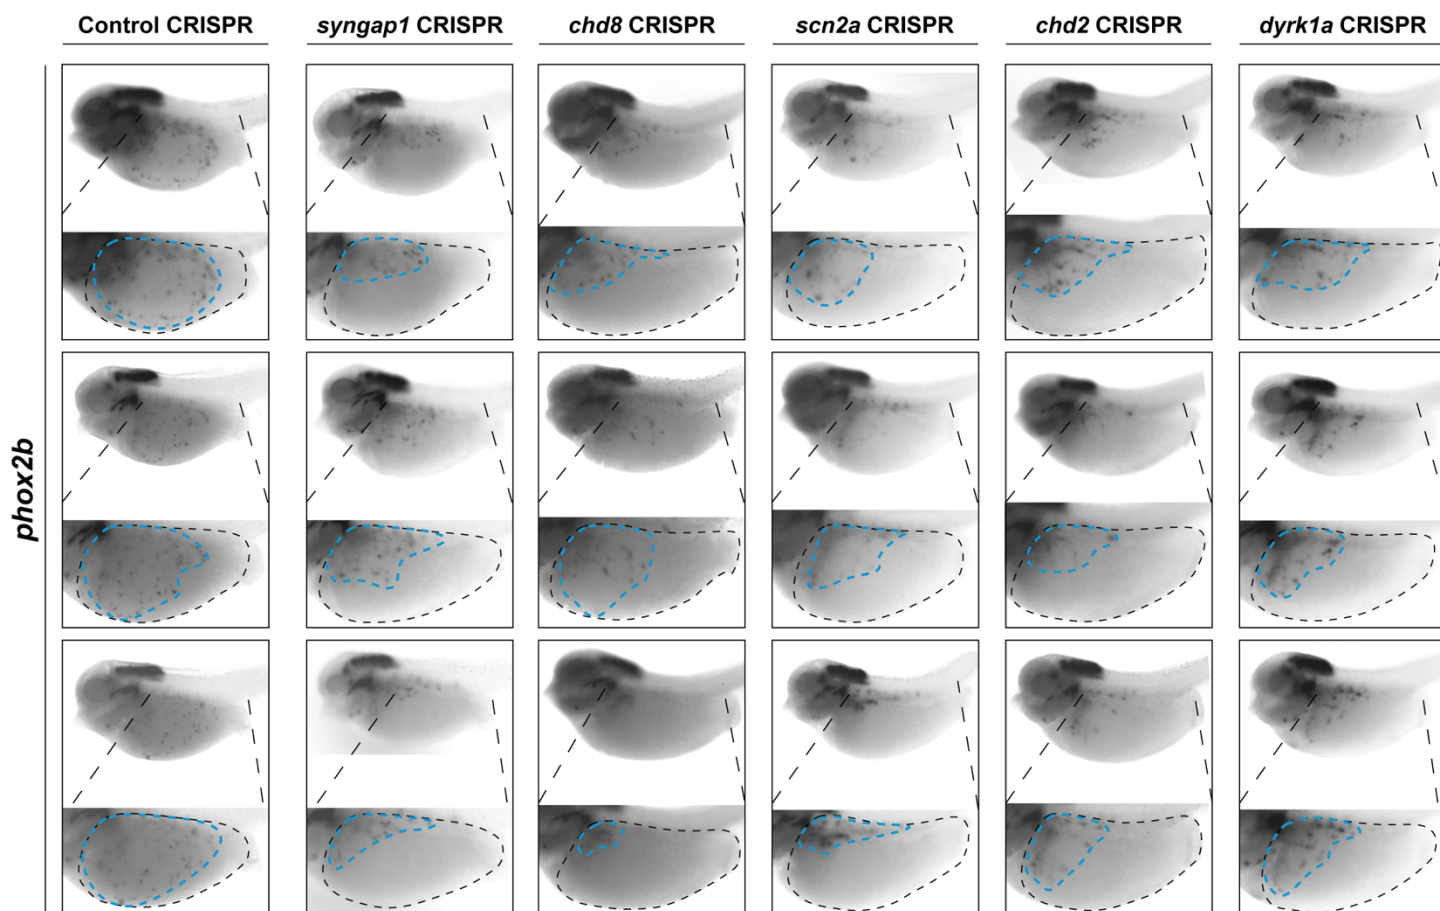 Control CRISPR
syngap1 CRISPR
chd8 CRISPR
scn2a CRISPR
chd2 CRISPR
dyrk1a CRISPR
phox2b